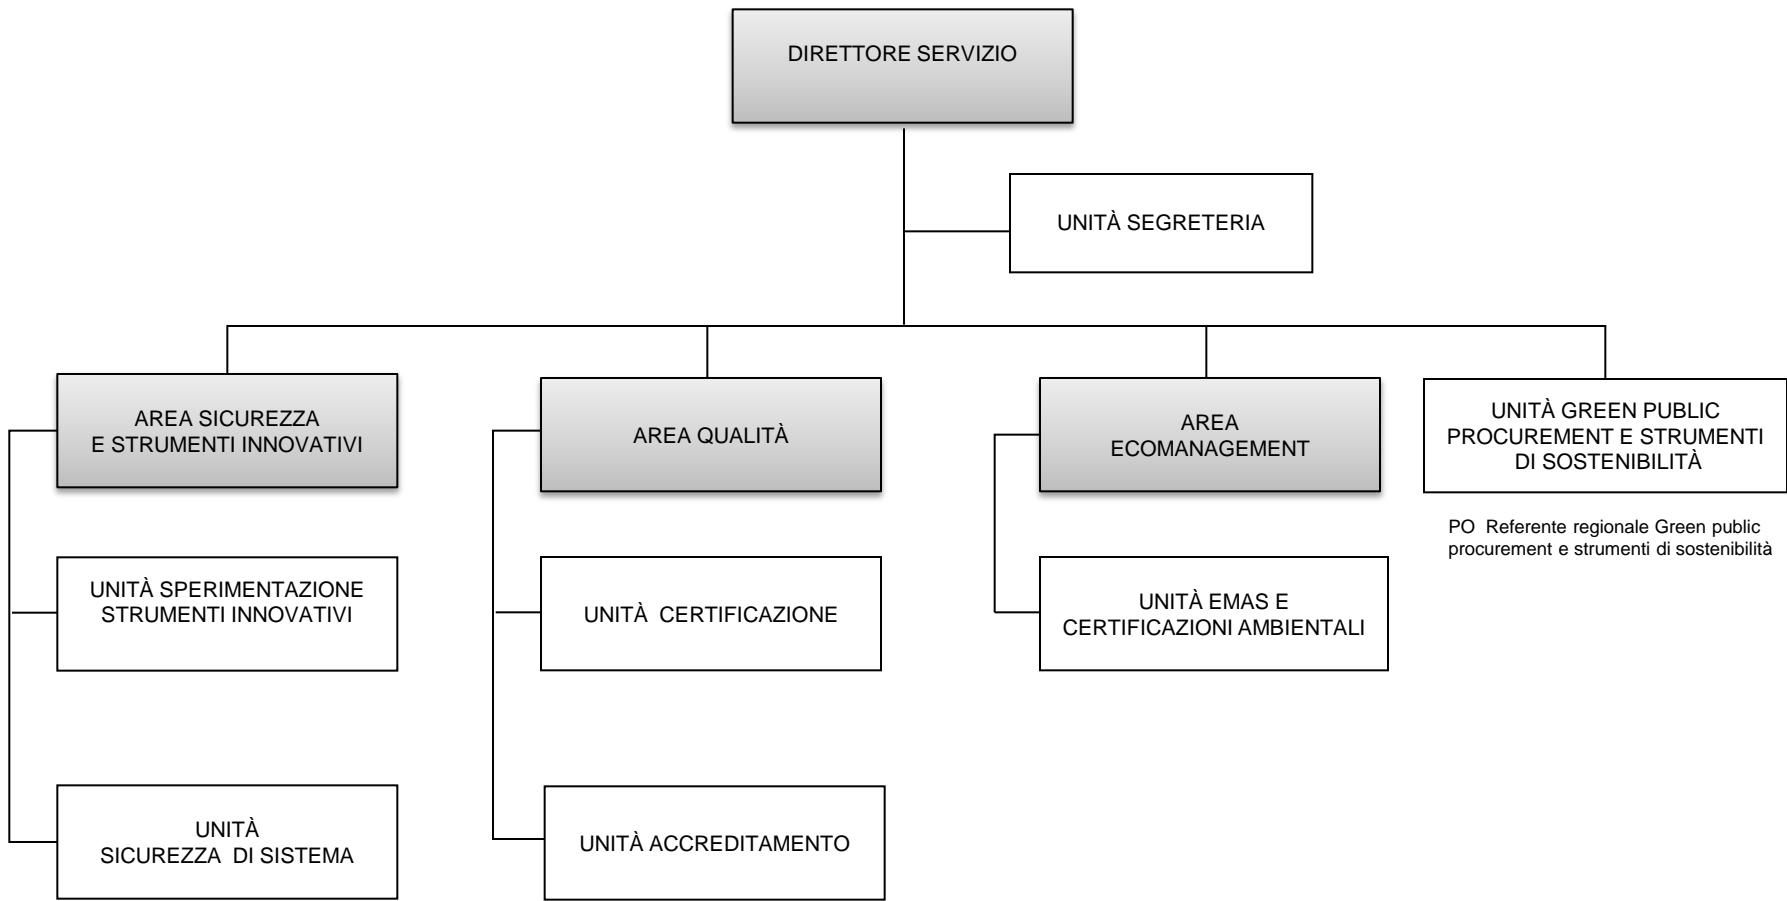 DIRETTORE SERVIZIO
UNITÀ SEGRETERIA
AREA SICUREZZA
E STRUMENTI INNOVATIVI
AREA QUALITÀ
AREA
ECOMANAGEMENT
UNITÀ GREEN PUBLIC
PROCUREMENT E STRUMENTI
DI SOSTENIBILITÀ
PO Referente regionale Green public
procurement e strumenti di sostenibilità
UNITÀ SPERIMENTAZIONE
STRUMENTI INNOVATIVI
UNITÀ CERTIFICAZIONE
UNITÀ EMAS E
CERTIFICAZIONI AMBIENTALI
UNITÀ
SICUREZZA DI SISTEMA
UNITÀ ACCREDITAMENTO